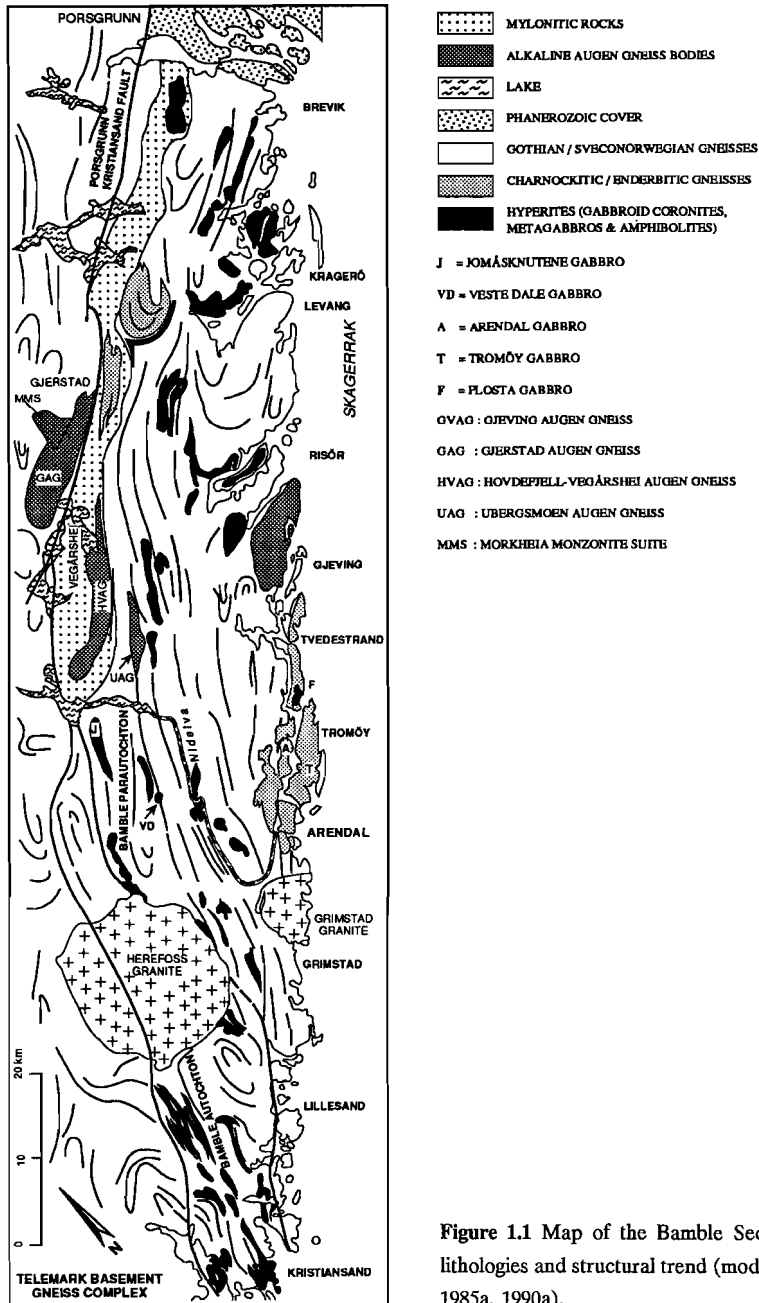 PORSGRUNN
PORSGRUNN
KRISTIANSAND FAULT
BREVIK
KRAGERÖ
LEVANG
SKAGERRAK
GJERSTAD
MMS
GAG
RISÖR
VEGÅRSHEI
HVAG
GJEVING
UAG
TVEDESTRAND
F
TROMÖY
J
A
T
Nidelva
BAMBLE PARAUTOCHTON
VD
ARENDAL
GRIMSTAD
GRANITE
HEREFOSS
GRANITE
GRIMSTAD
20 km
10
0
BAMBLE AUTOCHTON
LILLESAND
N
KRISTIANSAND
TELEMARK BASEMENT
GNEISS COMPLEX
MYLONITIC ROCKS
ALKALINE AUGEN GNEISS BODIES
LAKE
PHANEROZOIC COVER
GOTHIAN / SVECONORWEGIAN GNEISSES
CHARNOCKITIC / ENDERBITIC GNEISSES
HYPERITES (GABBROID CORONITES,
METAGABBROS & AMPHIBOLITES)
J = JOMÅSKNUTENE GABBRO
VD = VESTE DALE GABBRO
A = ARENDAL GABBRO
T = TROMÖY GABBRO
F = FLOSTA GABBRO
GVAG : GJEVING AUGEN GNEISS
GAG : GJERSTAD AUGEN GNEISS
HVAG : HOVDEFJELL-VEGÅRSHEI AUGEN GNEISS
UAG : UBERGSMOEN AUGEN GNEISS
MMS : MORKHEIA MONZONITE SUITE
Figure 1.1 Map of the Bamble Sec
lithologies and structural trend (mod
1985a, 1990a).